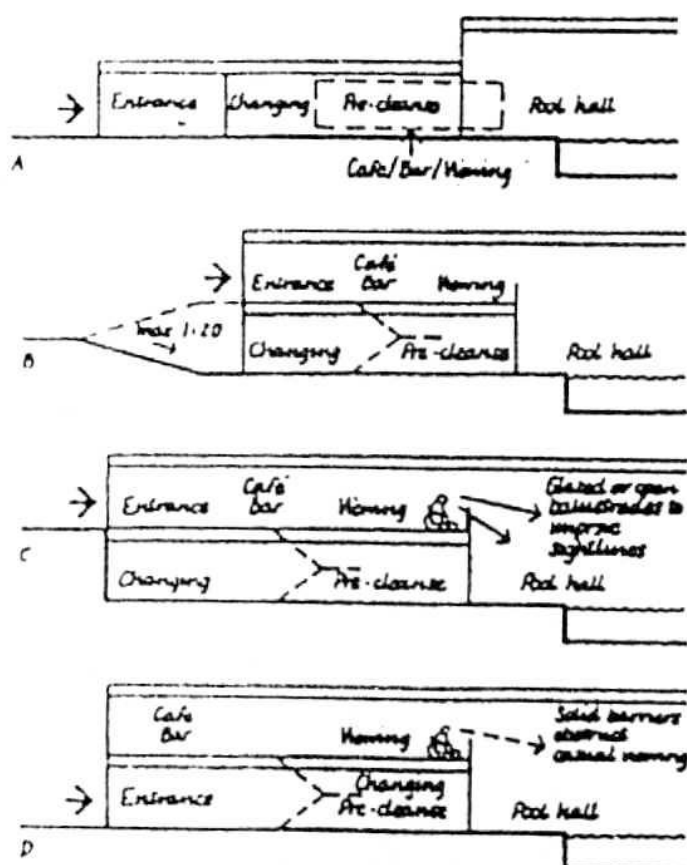 Entrance Changing Pre-cleanse Pool hall
A
Café/Bar/Viewing
Café
Entrance Bar Viewing
max 1:20
Changing Pre-cleanse Pool hall
B
Café
Entrance Bar Viewing
Glazed or open
balustrades to
improve
sightlines
C
Changing Pre-cleanse Pool hall
Cafe
Bar
Viewing
Solid barriers
obstruct
casual viewing
Entrance
Changing
Pre-cleanse
Pool hall
D